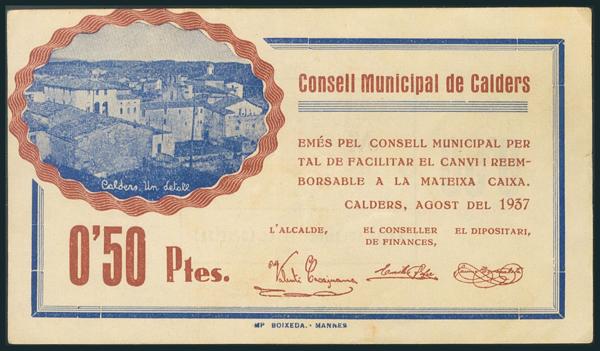 Consell Municipal de Calders
EMÉS PEL CONSELL MUNICIPAL PER
TAL DE FACILITAR EL CANVI I REEM-
BORSABLE A LA MATEIXA CAIXA.
CALDERS, AGOST DEL 1937
L'ALCALDE,
EL CONSELLER
DE FINANCES,
EL DIPOSITARI,
Calders. Un detall
0'50 Ptes.
IMP BOIXEDA. - MANRES